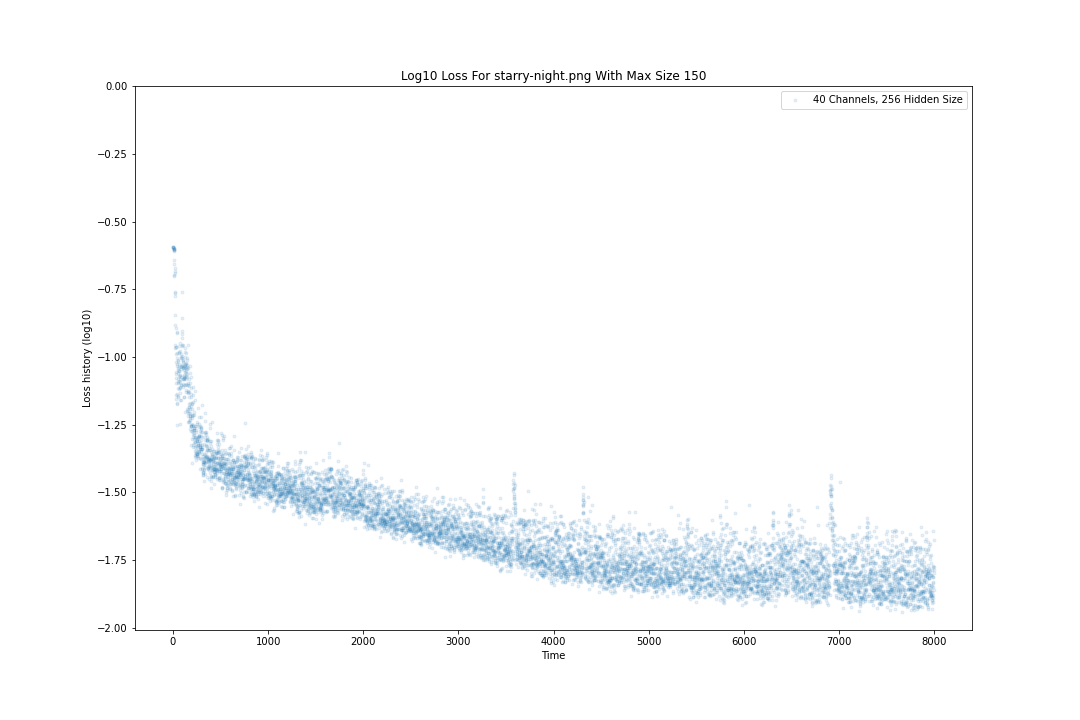 Log10 Loss For starry-night.png With Max Size 150
40 Channels, 256 Hidden Size
Loss history (log10)
0.00
−0.25
−0.50
−0.75
−1.00
−1.25
−1.50
−1.75
−2.00
0 1000 2000 3000 4000 5000 6000 7000 8000
Time